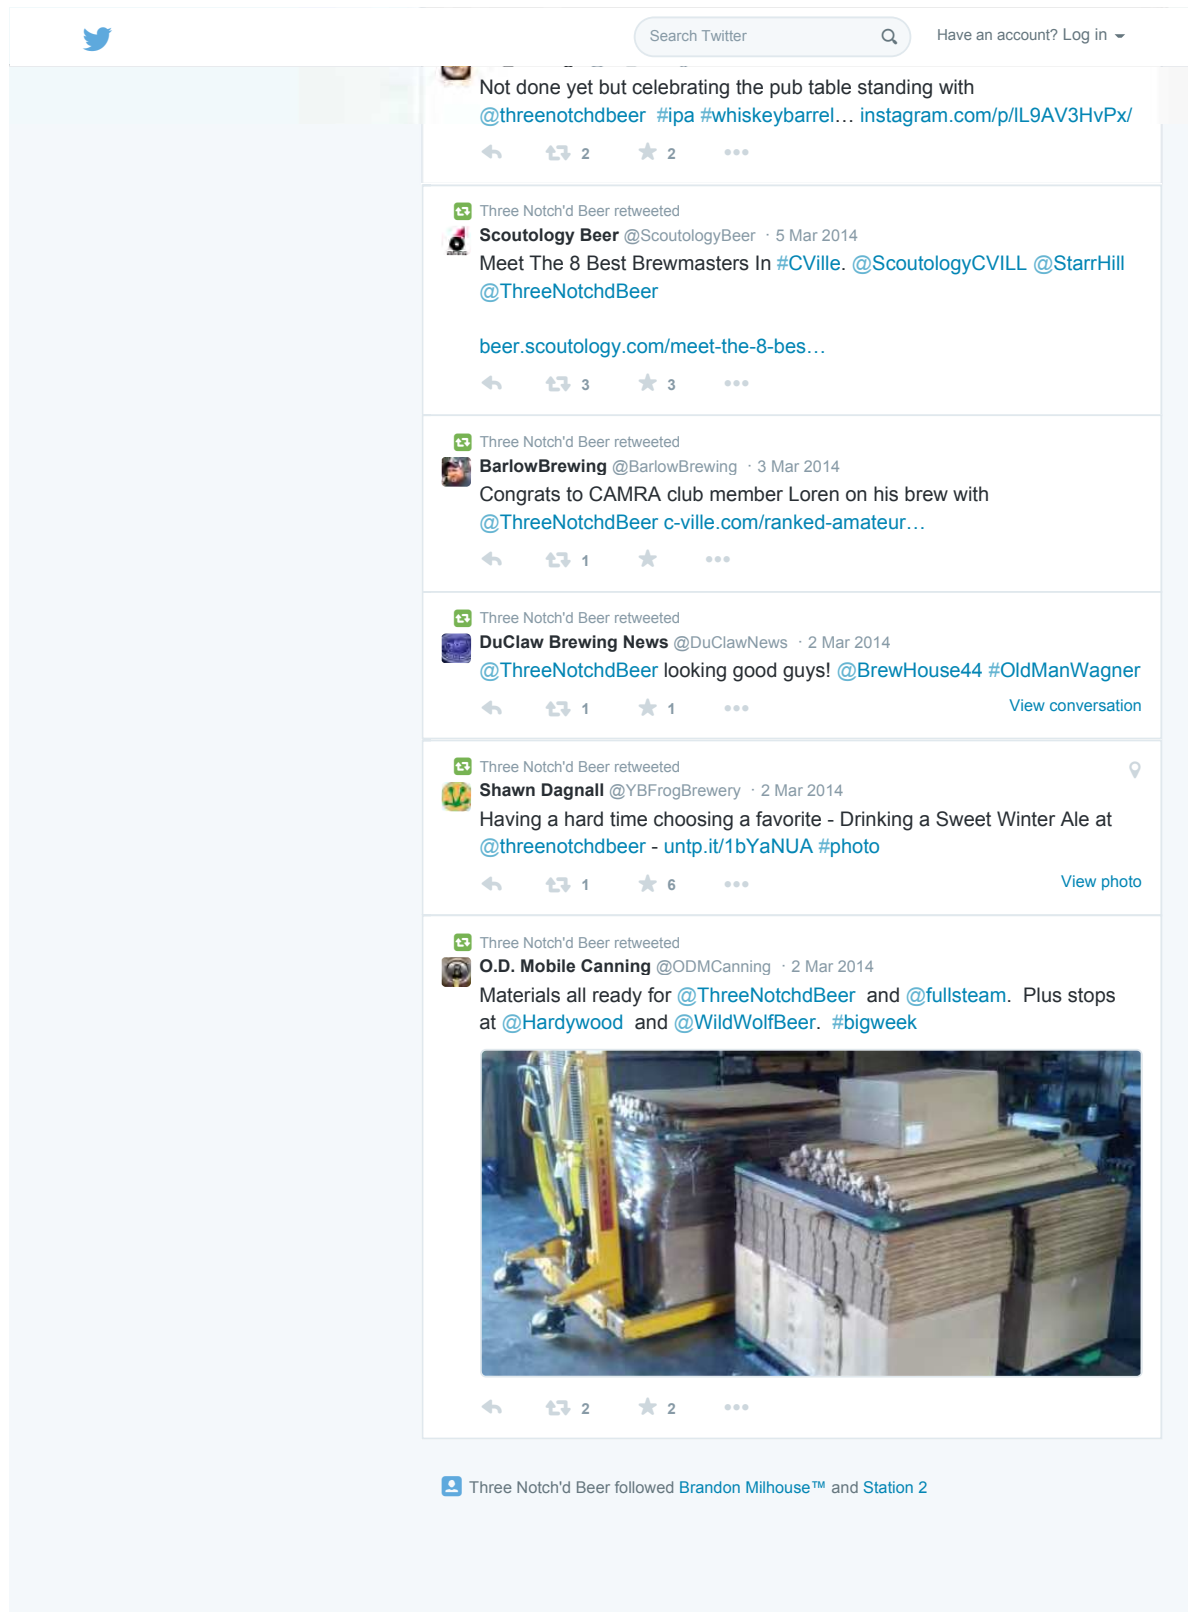 Search Twitter
Have an account? Log in
Not done yet but celebrating the pub table standing with
@threenotchdbeer #ipa #whiskeybarrel… instagram.com/p/lL9AV3HvPx/
2 2
Three Notch'd Beer retweeted
Scoutology Beer @ScoutologyBeer · 5 Mar 2014
Meet The 8 Best Brewmasters In #CVille. @ScoutologyCVILL @StarrHill
@ThreeNotchdBeer
beer.scoutology.com/meet-the-8-bes…
3 3
Three Notch'd Beer retweeted
BarlowBrewing @BarlowBrewing · 3 Mar 2014
Congrats to CAMRA club member Loren on his brew with
@ThreeNotchdBeer c-ville.com/ranked-amateur…
1
Three Notch'd Beer retweeted
DuClaw Brewing News @DuClawNews · 2 Mar 2014
@ThreeNotchdBeer looking good guys! @BrewHouse44 #OldManWagner
1 1 View conversation
Three Notch'd Beer retweeted
Shawn Dagnall @YBFrogBrewery · 2 Mar 2014
Having a hard time choosing a favorite - Drinking a Sweet Winter Ale at
@threenotchdbeer - untp.it/1bYaNUA #photo
1 6 View photo
Three Notch'd Beer retweeted
O.D. Mobile Canning @ODMCanning · 2 Mar 2014
Materials all ready for @ThreeNotchdBeer and @fullsteam. Plus stops
at @Hardywood and @WildWolfBeer. #bigweek
2 2
Three Notch'd Beer followed Brandon Milhouse™ and Station 2